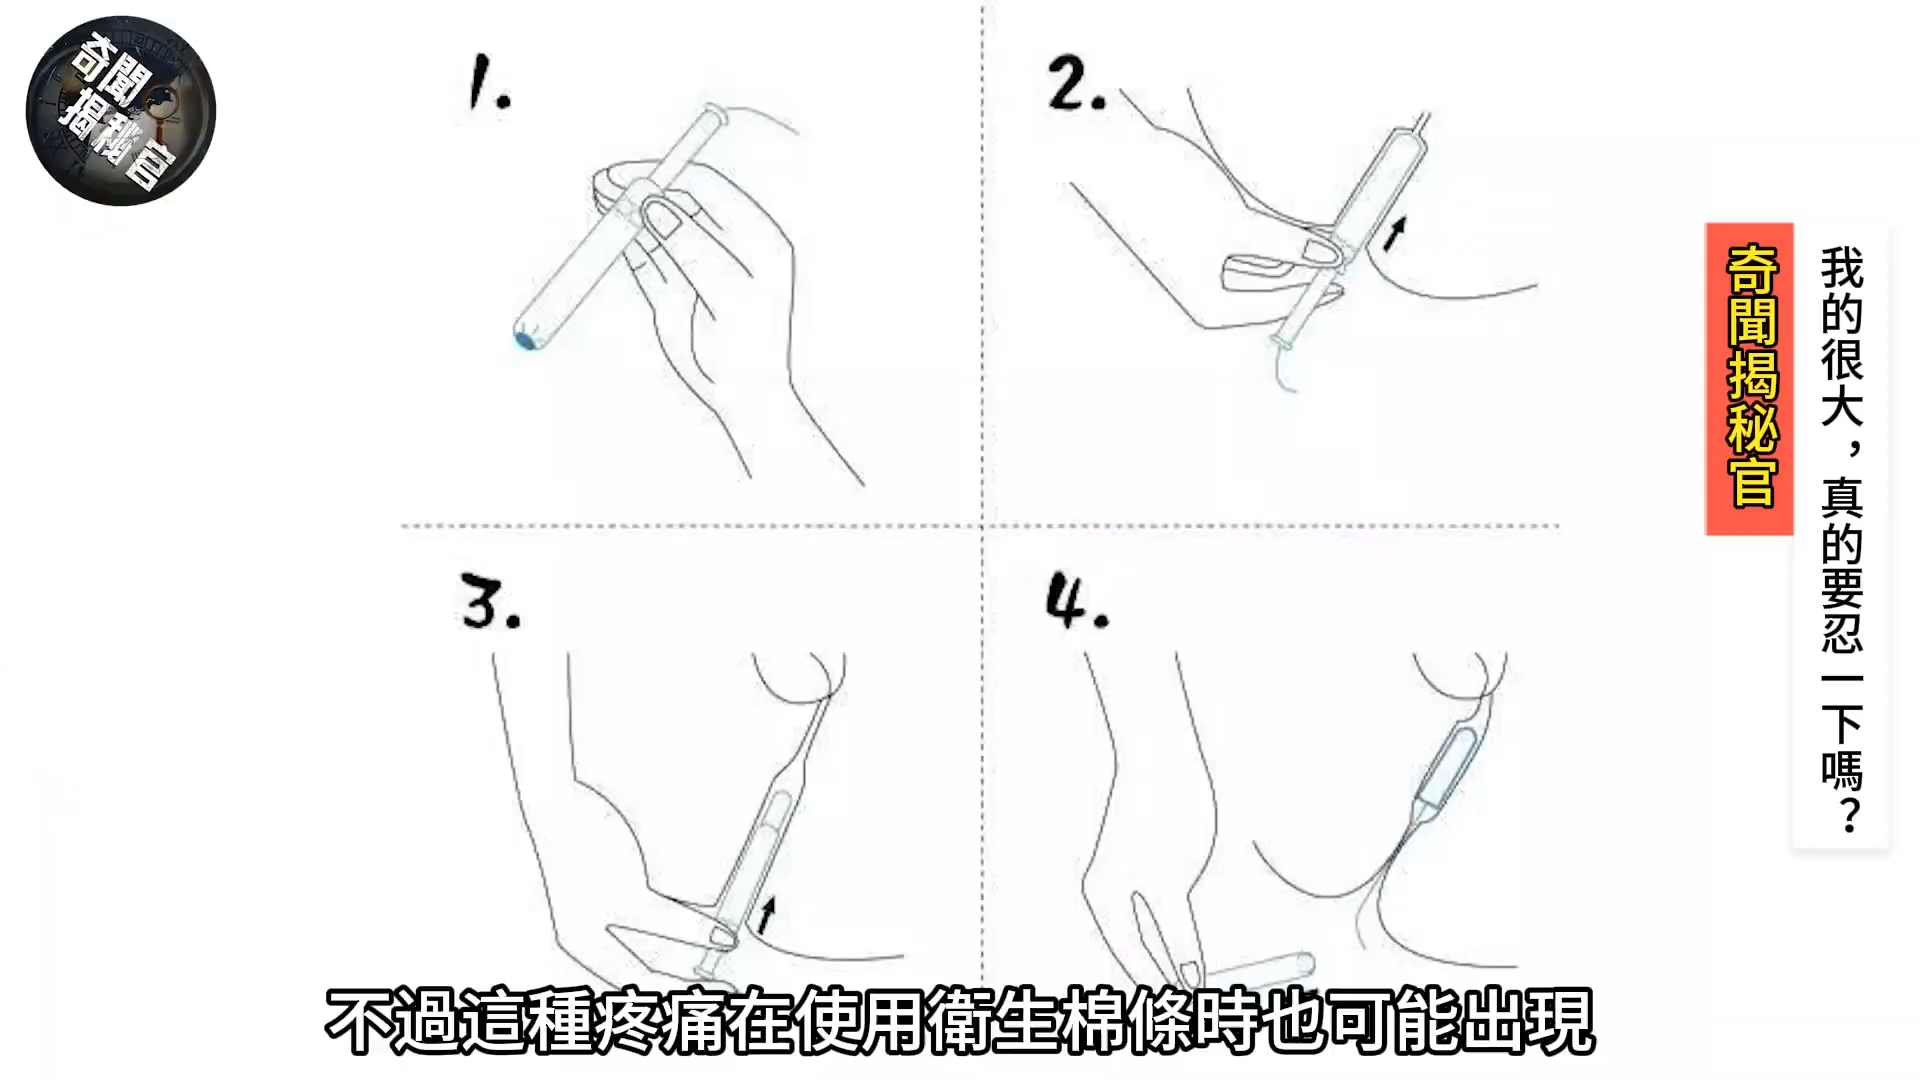 奇聞
揭秘官
1.
2.
3.
4.
奇聞揭秘官
我的很大，真的要忍一下嗎？
不過這種疼痛在使用衛生棉條時也可能出現